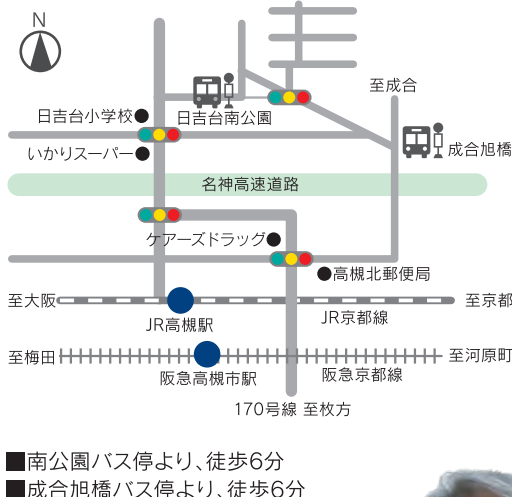 N
至成合
日吉台小学校
日吉台南公園
成合旭橋
いかりスーパー
名神高速道路
ケアーズドラッグ
高槻北郵便局
至大阪
至京都
JR高槻駅
JR京都線
至梅田
至河原町
阪急高槻市駅
阪急京都線
170号線 至枚方
■南公園バス停より、徒歩6分
■成合旭橋バス停より、徒歩6分